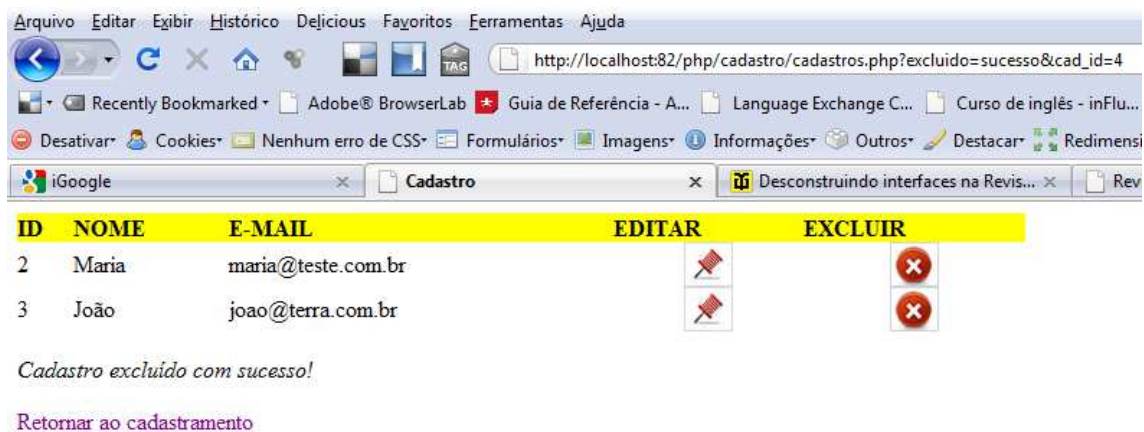 Arquivo Editar Exibir Histórico Delicious Favoritos Ferramentas Ajuda
TAG http://localhost:82/php/cadastro/cadastros.php?excluido=sucesso&cad_id=4
Recently Bookmarked Adobe® BrowserLab Guia de Referência - A... Language Exchange C... Curso de inglês - inFlu...
Desativar Cookies Nenhum erro de CSS Formulários Imagens Informações Outros Destacar Redimensi
iGoogle Cadastro Desconstruindo interfaces na Revis... Rev
ID NOME E-MAIL EDITAR EXCLUIR
2 Maria maria@teste.com.br
3 João joao@terra.com.br
Cadastro excluído com sucesso!
Retornar ao cadastramento